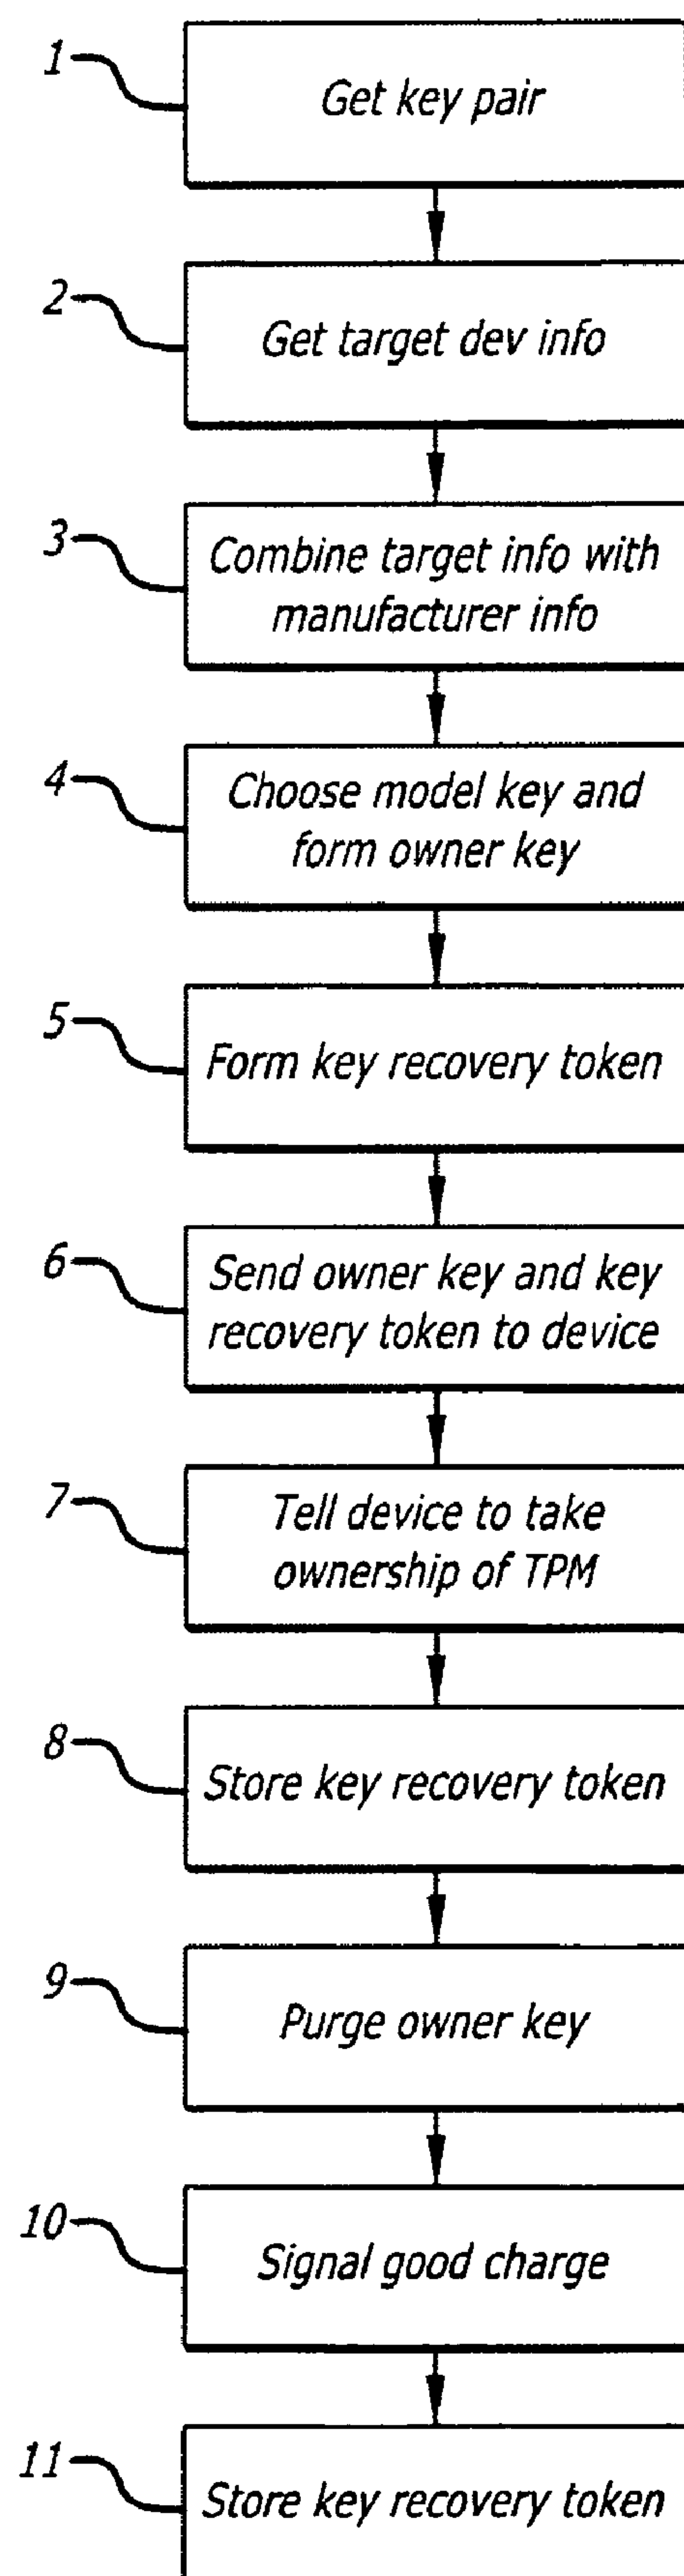 1
Get key pair
2
Get target dev info
3
Combine target info with
manufacturer info
4
Choose model key and
form owner key
5
Form key recovery token
6
Send owner key and key
recovery token to device
7
Tell device to take
ownership of TPM
8
Store key recovery token
9
Purge owner key
10
Signal good charge
11
Store key recovery token